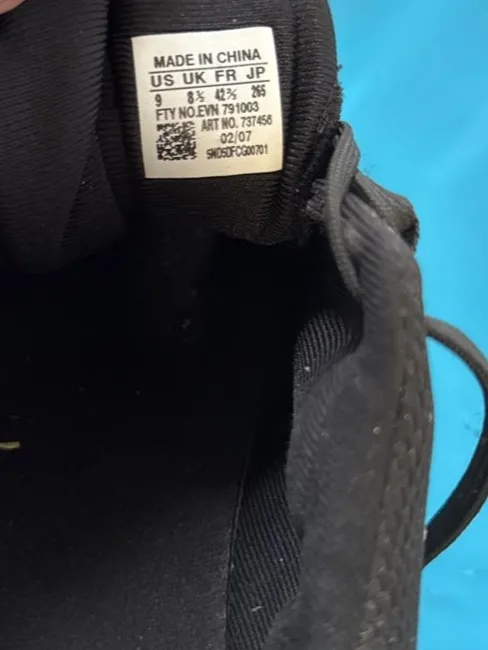 MADE IN CHINA
US UK FR JP
9 8½ 42⅔ 265
FTY NO.EVN 791003
ART NO. 737456
02/07
5ND5DFCG00701